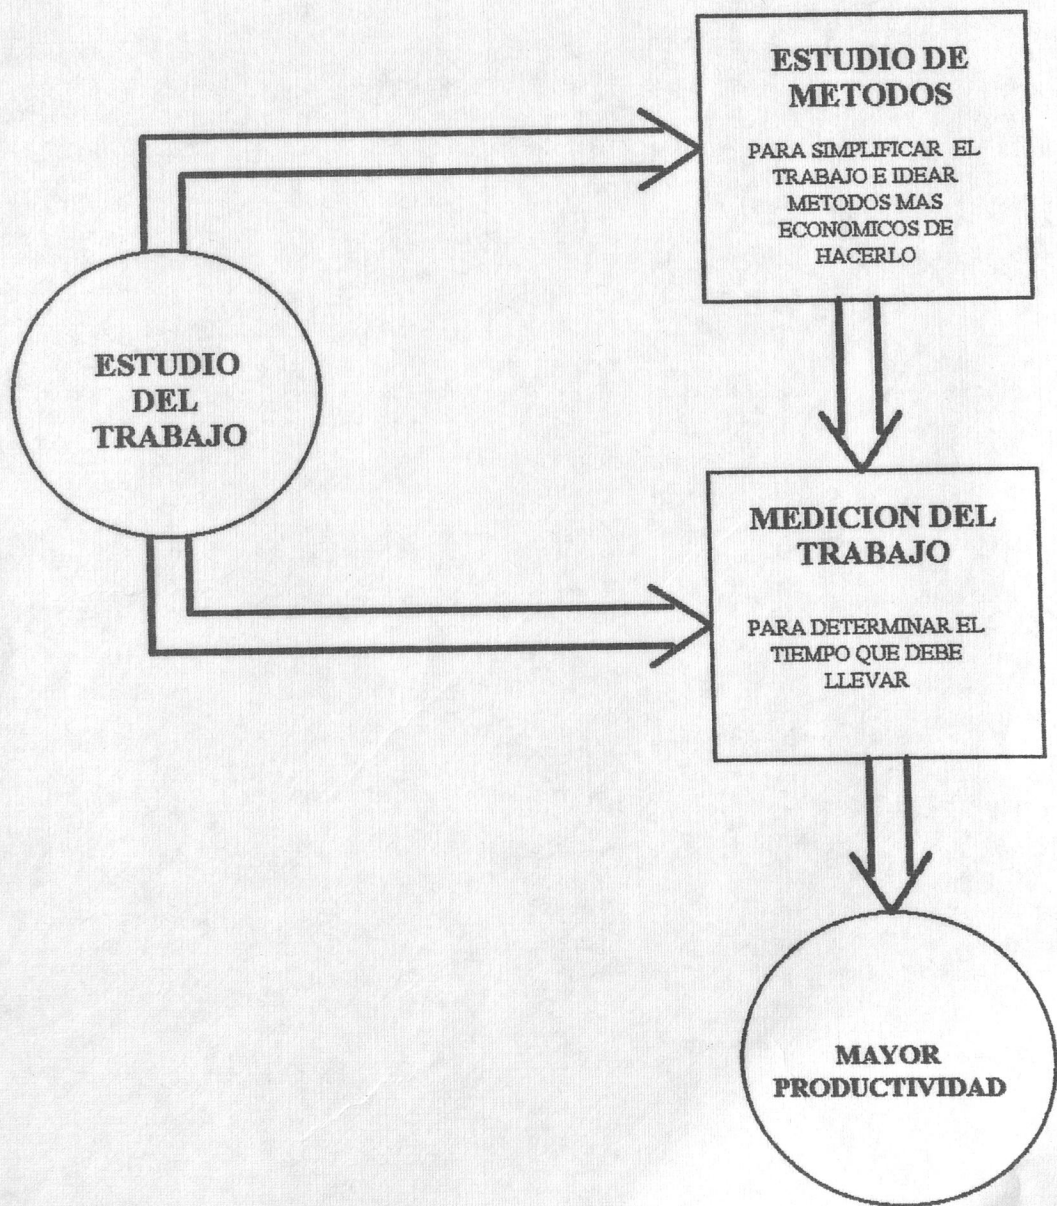 ESTUDIO DE
METODOS
PARA SIMPLIFICAR EL
TRABAJO E IDEAR
METODOS MAS
ECONOMICOS DE
HACERLO
ESTUDIO
DEL
TRABAJO
MEDICION DEL
TRABAJO
PARA DETERMINAR EL
TIEMPO QUE DEBE
LLEVAR
MAYOR
PRODUCTIVIDAD